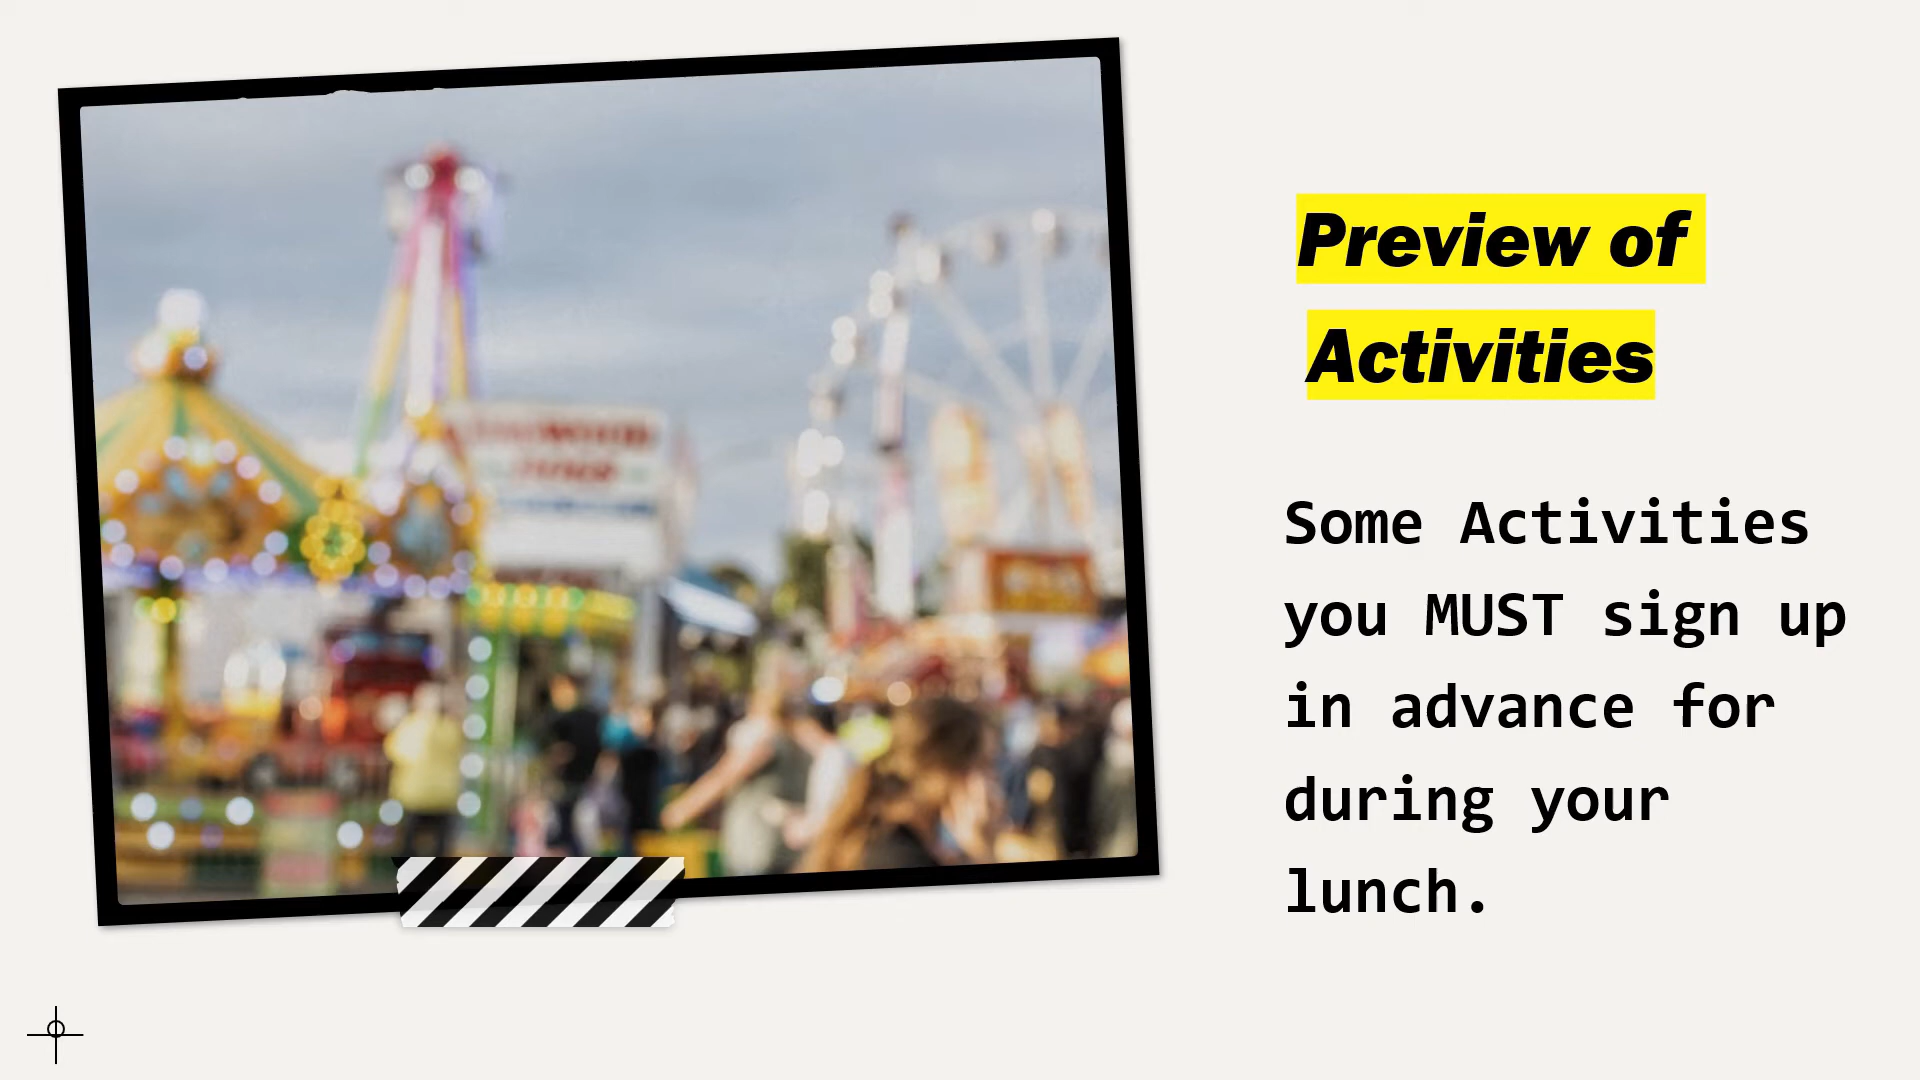 Preview of
Activities
Some Activities
you MUST sign up
in advance for
during your
lunch.